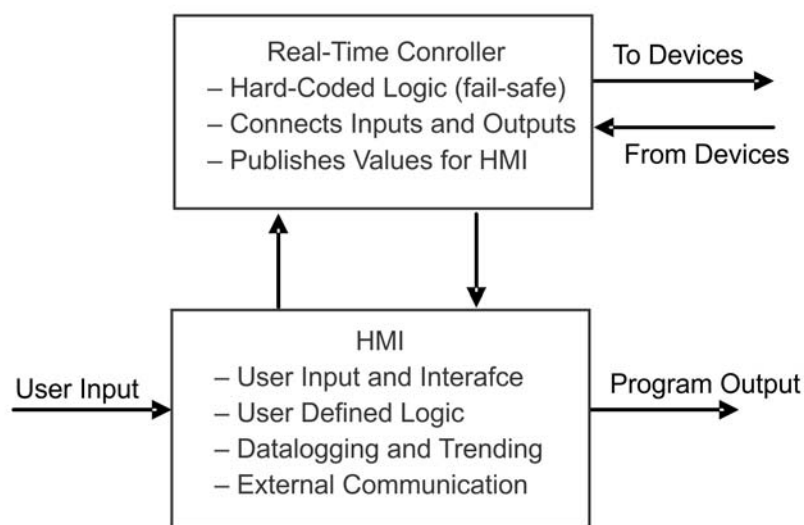 Real-Time Conroller
– Hard-Coded Logic (fail-safe)
– Connects Inputs and Outputs
– Publishes Values for HMI
To Devices
From Devices
HMI
– User Input and Interafce
– User Defined Logic
– Datalogging and Trending
– External Communication
User Input
Program Output